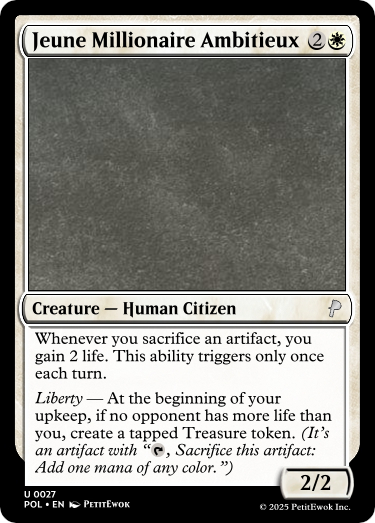 Jeune Millionaire Ambitieux 2
Creature — Human Citizen
Whenever you sacrifice an artifact, you
gain 2 life. This ability triggers only once
each turn.
Liberty — At the beginning of your
upkeep, if no opponent has more life than
you, create a tapped Treasure token. (It's
an artifact with “, Sacrifice this artifact:
Add one mana of any color.”)
2/2
U 0027
POL • EN PetitEwok
© 2025 PetitEwok Inc.